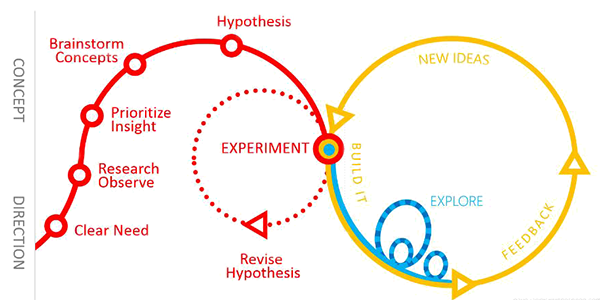 CONCEPT
DIRECTION
Hypothesis
Brainstorm
Concepts
Prioritize
Insight
Research
Observe
Clear Need
EXPERIMENT
Revise
Hypothesis
NEW IDEAS
BUILD IT
EXPLORE
FEEDBACK